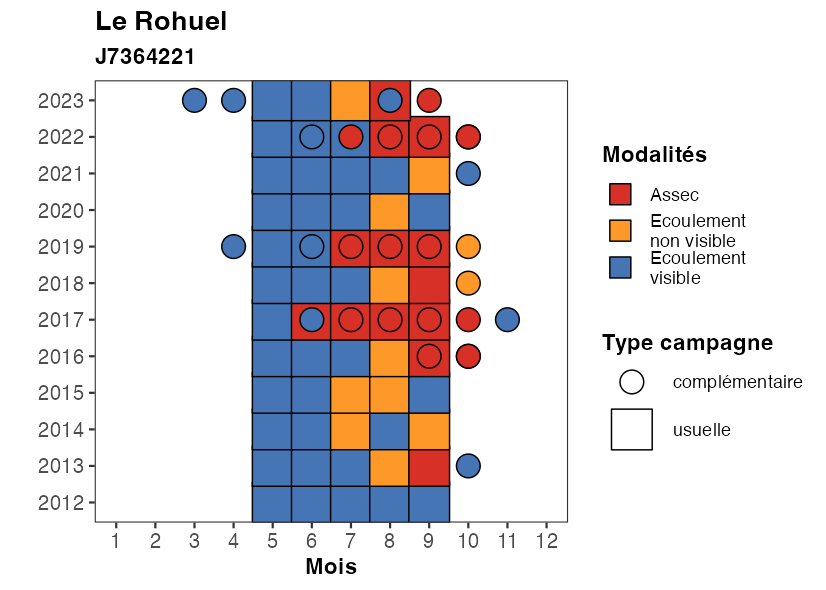 Le Rohuel
J7364221
2023
2022
2021
2020
2019
2018
2017
2016
2015
2014
2013
2012
1 2 3 4 5 6 7 8 9 10 11 12
Mois
Modalités
Assec
Ecoulement
non visible
Ecoulement
visible
Type campagne
complémentaire
usuelle